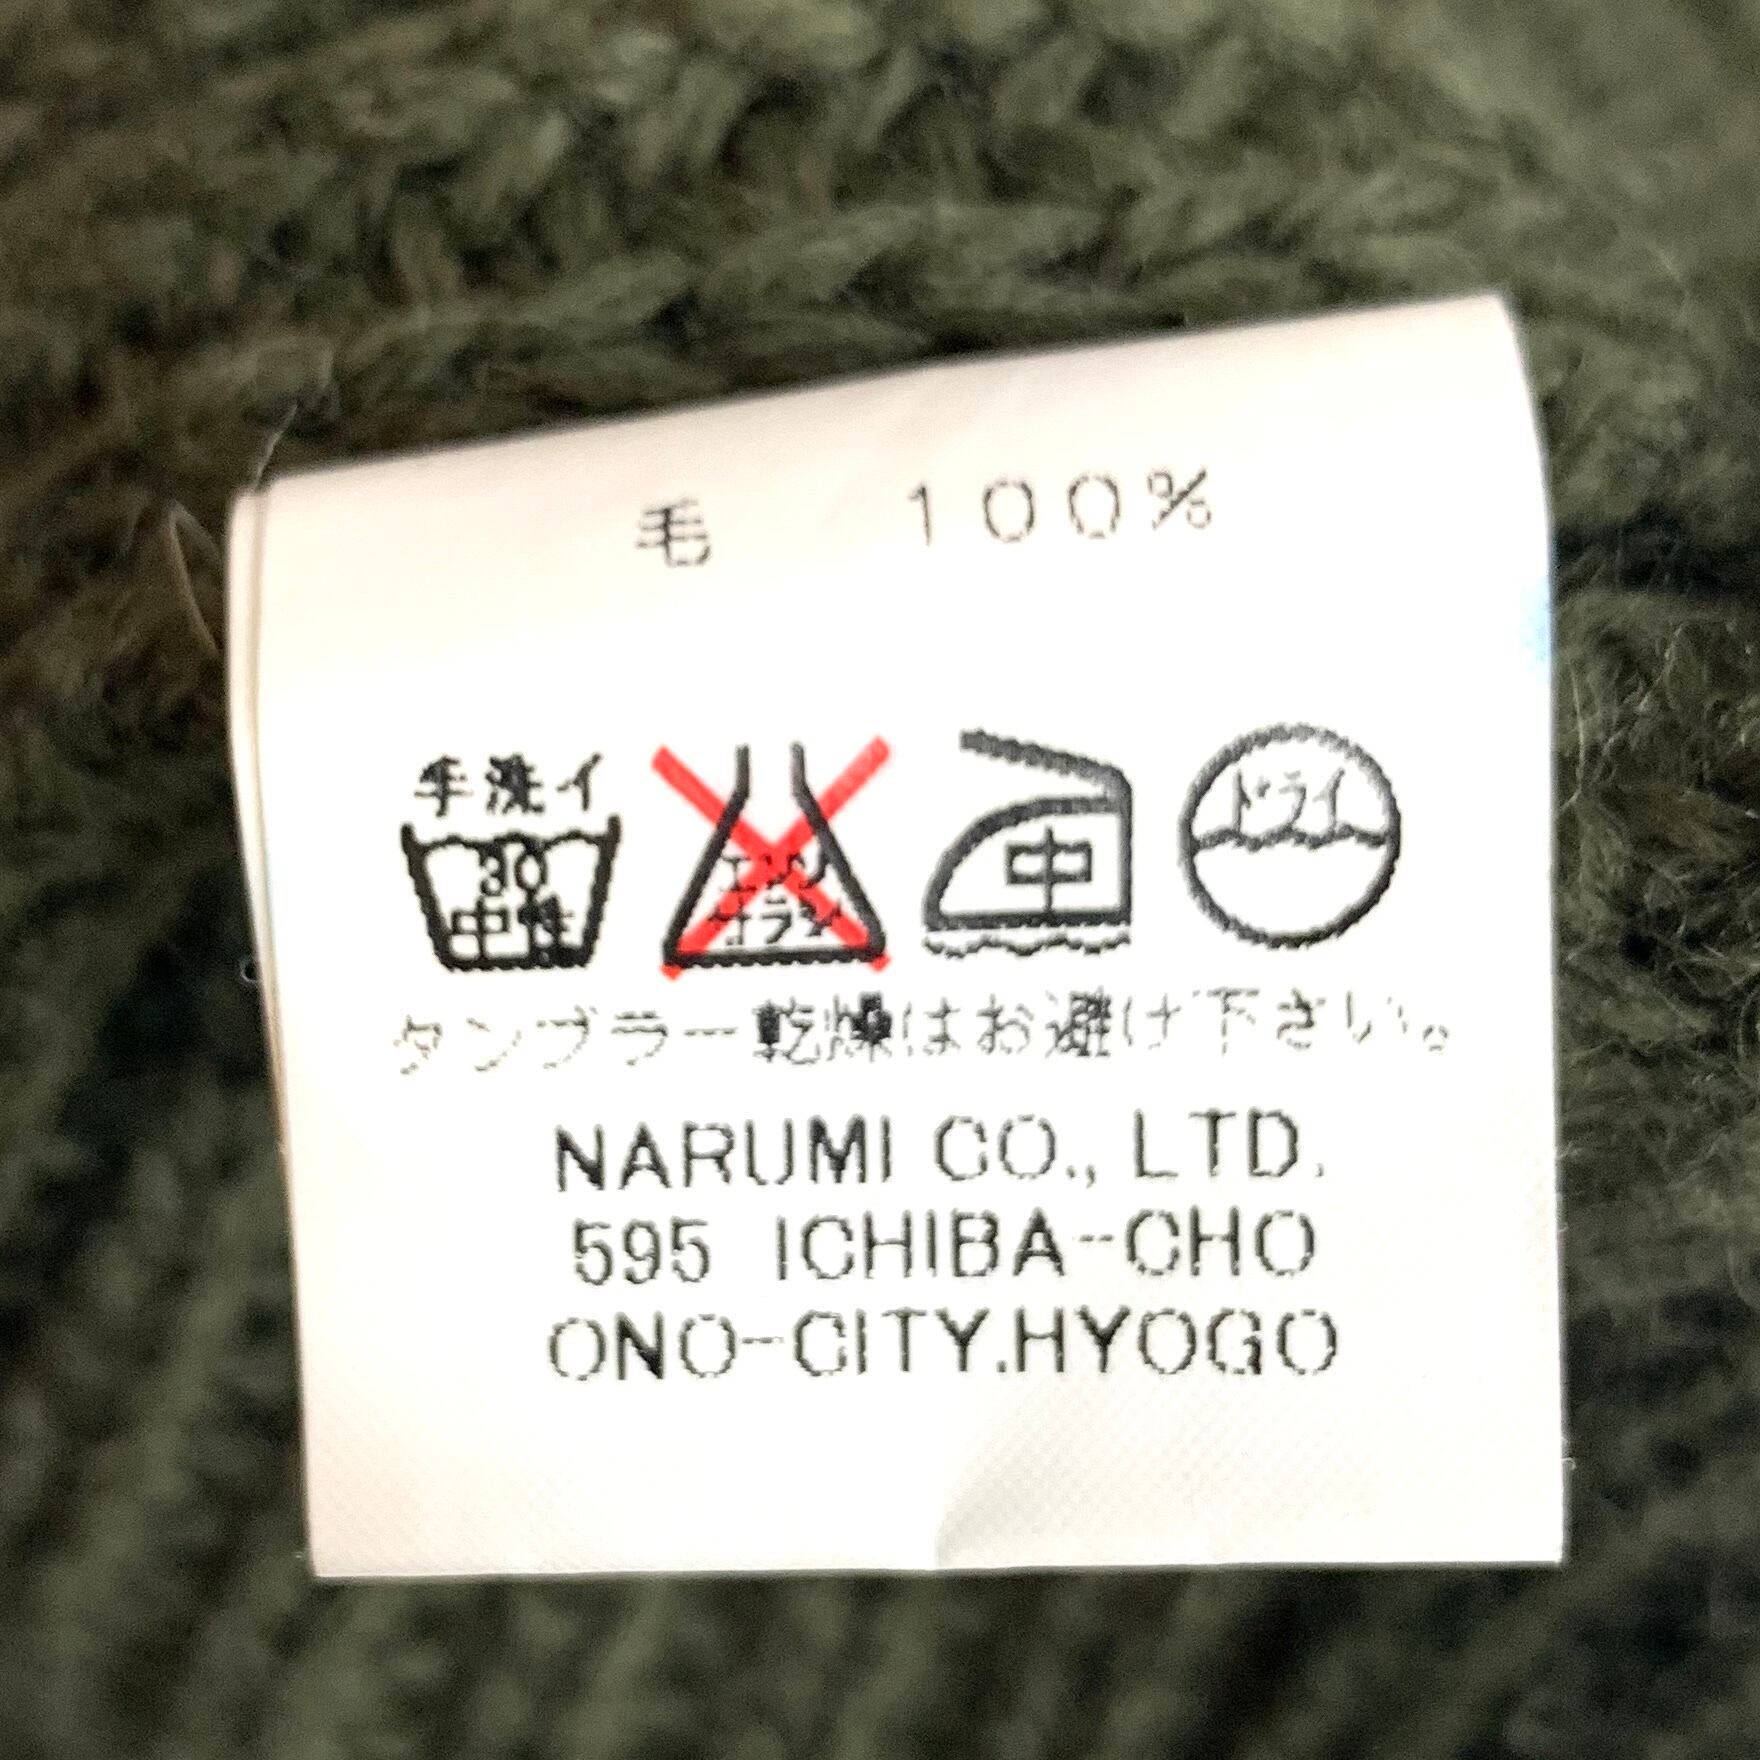 毛 100%
手洗イ
30
中性
エンソ
サラシ
中
ドライ
タンブラー乾燥はお避け下さい。
NARUMI CO., LTD.
595 ICHIBA-CHO
ONO-CITY.HYOGO